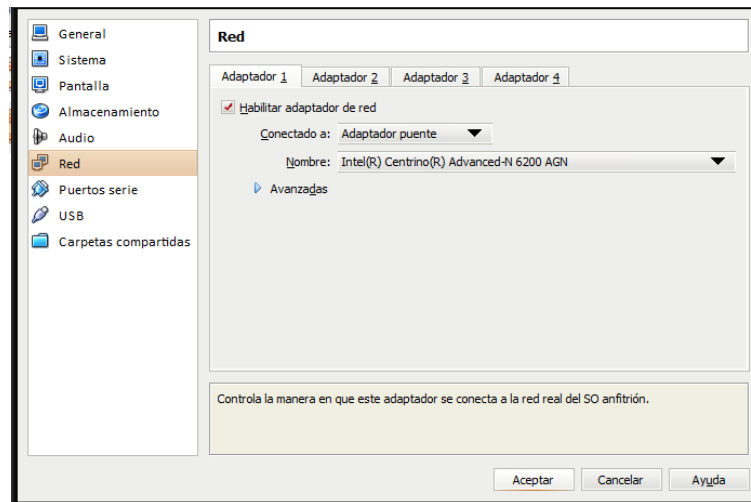 General
Sistema
Pantalla
Almacenamiento
Audio
Red
Puertos serie
USB
Carpetas compartidas
Red
Adaptador 1 Adaptador 2 Adaptador 3 Adaptador 4
Habilitar adaptador de red
Conectado a: Adaptador puente
Nombre: Intel(R) Centrino(R) Advanced-N 6200 AGN
Avanzadas
Controla la manera en que este adaptador se conecta a la red real del SO anfitrión.
Aceptar Cancelar Ayuda